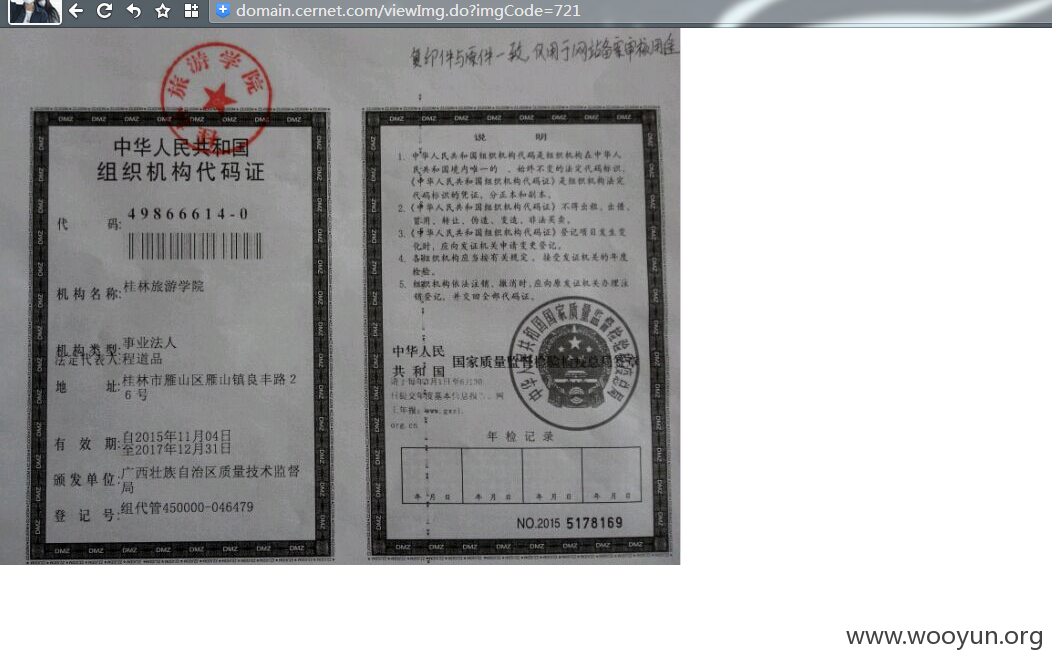 domain.cernet.com/viewImg.do?imgCode=721
复印件与原件一致,仅用于网站备案审核用途
旅游学院
中华人民共和国
组织机构代码证
代 码: 49866614-0
机构名称: 桂林旅游学院
机构类型: 事业法人
法定代表人: 程道品
地 址: 桂林市雁山区雁山镇良丰路26号
有 效 期: 自2015年11月04日
至2017年12月31日
颁发单位: 广西壮族自治区质量技术监督局
登 记 号: 组代管450000-046479
说 明
1. 中华人民共和国组织机构代码是组织机构在中华人
民共和国境内唯一的、始终不变的法定代码标识,
《中华人民共和国组织机构代码证》是组织机构法定
代码标识的凭证,分正本和副本。
2.《中华人民共和国组织机构代码证》不得出租、出借、
冒用、转让、伪造、变造、非法买卖。
3.《中华人民共和国组织机构代码证》登记项目发生变
化时,应向发证机关申请变更登记。
4. 各组织机构应当按有关规定,接受发证机关的年度
检验。
5. 组织机构依法注销、撤消时,应向原发证机关办理注
销登记,并交回全部代码证。
中华人民
共和国 国家质量监督检验检疫总局签章
年检记录
年 月 日 年 月 日 年 月 日 年 月 日
NO.2015 5178169
www.wooyun.org